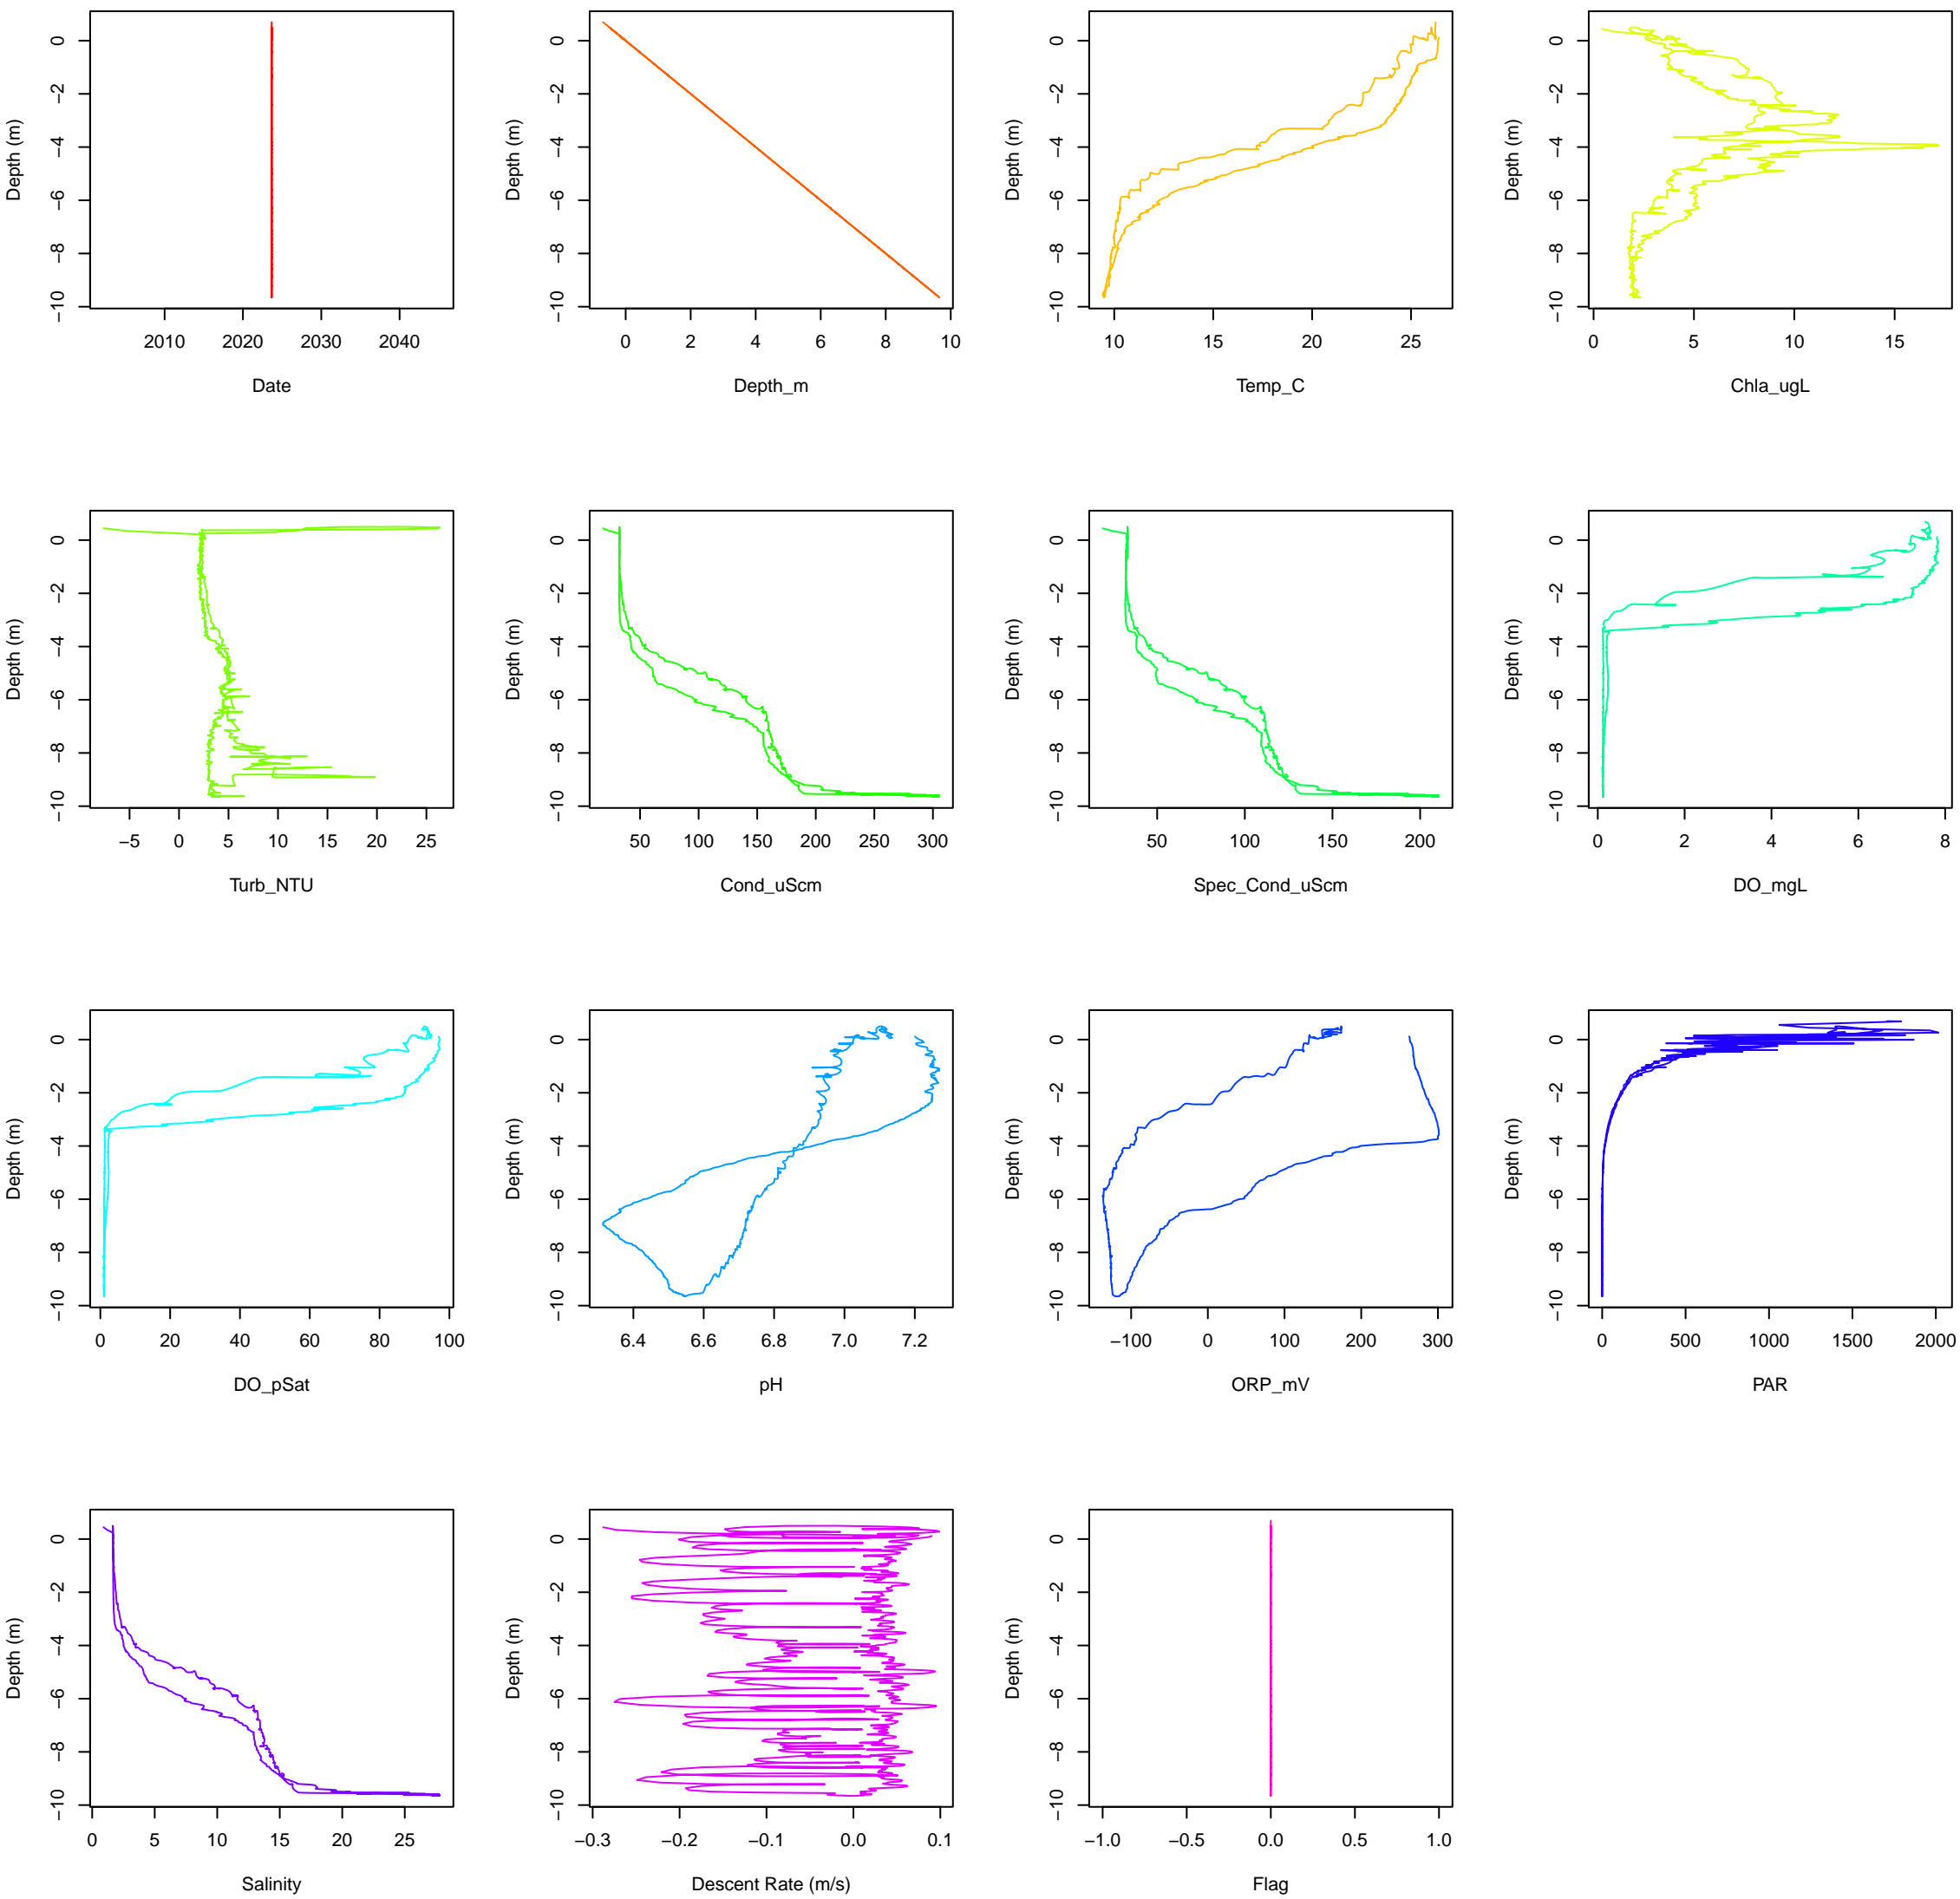 Depth (m)
−10 −8 −6 −4 −2 0
2010 2020 2030 2040
Date
Depth (m)
−10 −8 −6 −4 −2 0
0 2 4 6 8 10
Depth_m
Depth (m)
−10 −8 −6 −4 −2 0
10 15 20 25
Temp_C
Depth (m)
−10 −8 −6 −4 −2 0
0 5 10 15
Chla_ugL
Depth (m)
−10 −8 −6 −4 −2 0
−5 0 5 10 15 20 25
Turb_NTU
Depth (m)
−10 −8 −6 −4 −2 0
50 100 150 200 250 300
Cond_uScm
Depth (m)
−10 −8 −6 −4 −2 0
50 100 150 200
Spec_Cond_uScm
Depth (m)
−10 −8 −6 −4 −2 0
0 2 4 6 8
DO_mgL
Depth (m)
−10 −8 −6 −4 −2 0
0 20 40 60 80 100
DO_pSat
Depth (m)
−10 −8 −6 −4 −2 0
6.4 6.6 6.8 7.0 7.2
pH
Depth (m)
−10 −8 −6 −4 −2 0
−100 0 100 200 300
ORP_mV
Depth (m)
−10 −8 −6 −4 −2 0
0 500 1000 1500 2000
PAR
Depth (m)
−10 −8 −6 −4 −2 0
0 5 10 15 20 25
Salinity
Depth (m)
−10 −8 −6 −4 −2 0
−0.3 −0.2 −0.1 0.0 0.1
Descent Rate (m/s)
Depth (m)
−10 −8 −6 −4 −2 0
−1.0 −0.5 0.0 0.5 1.0
Flag